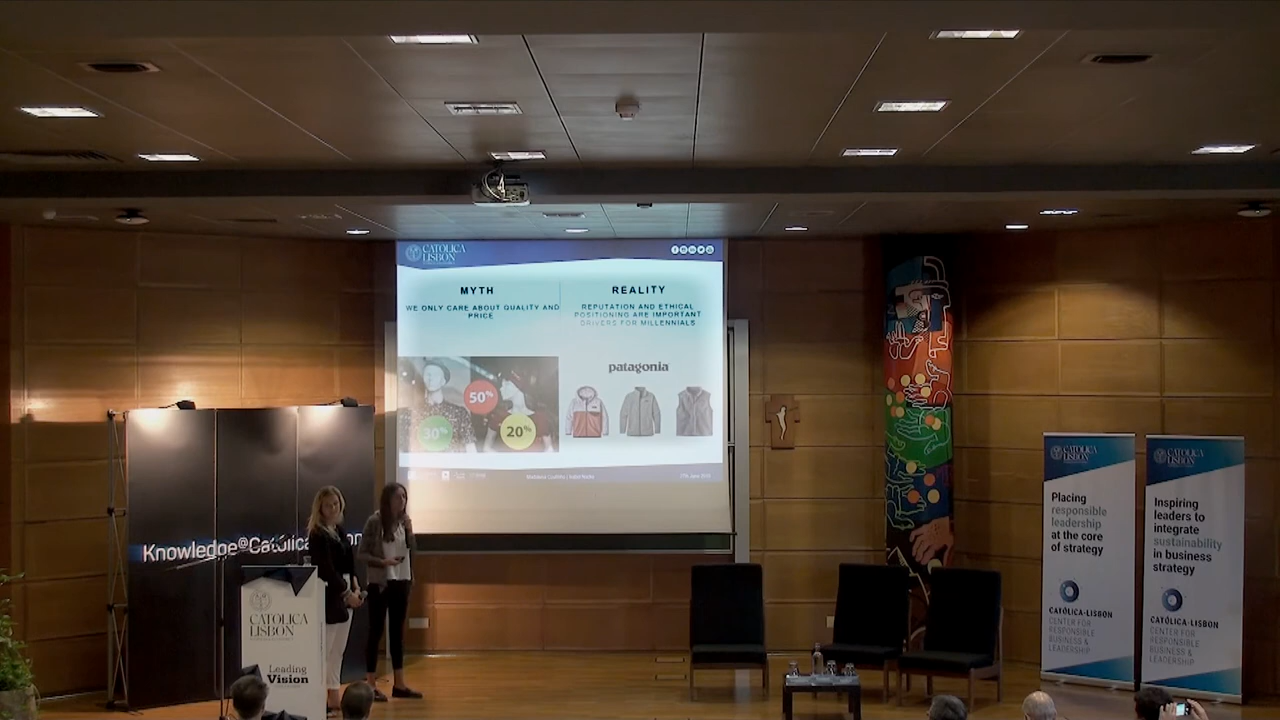 CATÓLICA
LISBON
MYTH
WE ONLY CARE ABOUT QUALITY AND
PRICE
REALITY
REPUTATION AND ETHICAL
POSITIONING ARE IMPORTANT
DRIVERS FOR MILLENNIALS
patagonia
50%
30%
20%
Knowledge@Católica
CATÓLICA
LISBON
Leading
Vision
CATÓLICA
LISBON
Placing
responsible
leadership
at the core
of strategy
CATÓLICA-LISBON
CENTER FOR
RESPONSIBLE
BUSINESS &
LEADERSHIP
CATÓLICA
LISBON
Inspiring
leaders to
integrate
sustainability
in business
strategy
CATÓLICA-LISBON
CENTER FOR
RESPONSIBLE
BUSINESS &
LEADERSHIP